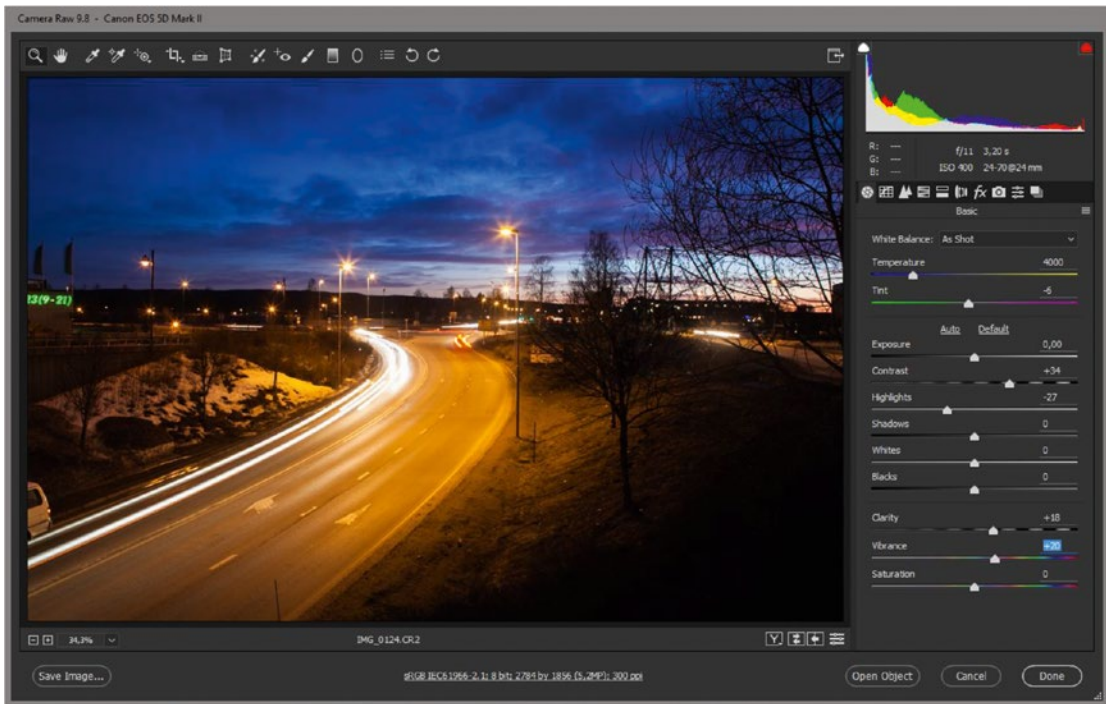 Camera Raw 9.8 - Canon EOS 5D Mark II
R: ---
G: ---
B: ---
f/11 3,20 s
ISO 400 24-70@24 mm
Basic
White Balance: As Shot
Temperature 4000
Tint -6
Auto Default
Exposure 0,00
Contrast +34
Highlights -27
Shadows 0
Whites 0
Blacks 0
Clarity +18
Vibrance +20
Saturation 0
23(9-21)
34,3% IMG_0124.CR2 Y
Save Image... sRGB IEC61966-2.1; 8 bit; 2784 by 1856 (5,2MP); 300 ppi Open Object Cancel Done